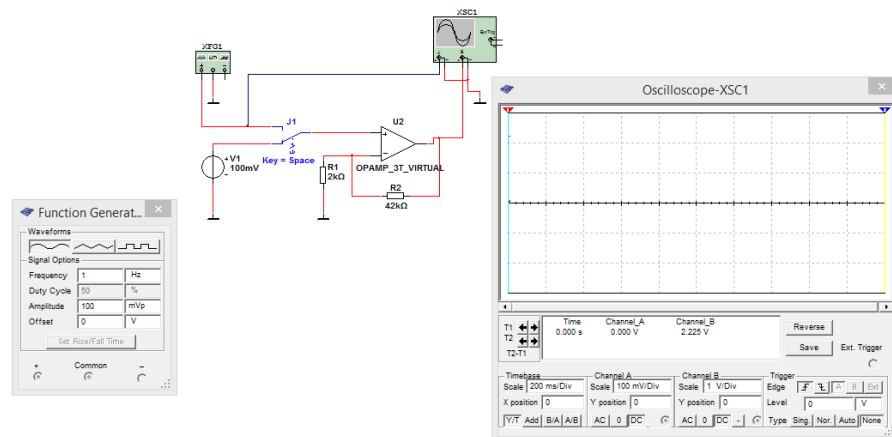 XSC1
Ext Trig
XFG1
J1
Key = Space
V1
100mV
U2
OPAMP_3T_VIRTUAL
R1
2kΩ
R2
42kΩ
Function Generat...
Waveforms
Signal Options
Frequency 1 Hz
Duty Cycle 50 %
Amplitude 100 mVp
Offset 0 V
Set Rise/Fall Time
+ Common −
Oscilloscope-XSC1
Time Channel_A Channel_B
T1 0.000 s 0.000 V 2.225 V
T2
T2-T1
Reverse
Save
Ext. Trigger
Timebase
Scale 200 ms/Div
X position 0
Y/T Add B/A A/B
Channel A
Scale 100 mV/Div
Y position 0
AC 0 DC
Channel B
Scale 1 V/Div
Y position 0
AC 0 DC -
Trigger
Edge A B Ext
Level 0 V
Type Sing. Nor. Auto None